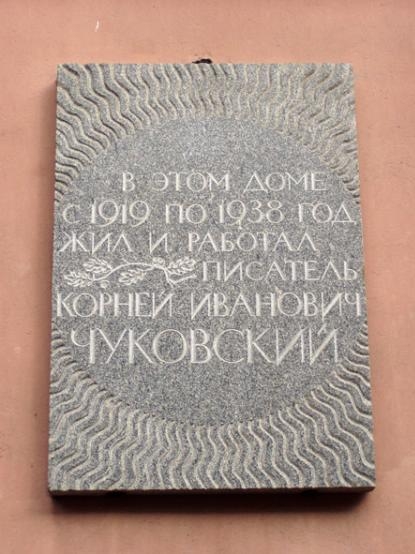 В ЭТОМ ДОМЕ
С 1919 ПО 1938 ГОД
ЖИЛ И РАБОТАЛ
ПИСАТЕЛЬ
КОРНЕЙ ИВАНОВИЧ
ЧУКОВСКИЙ